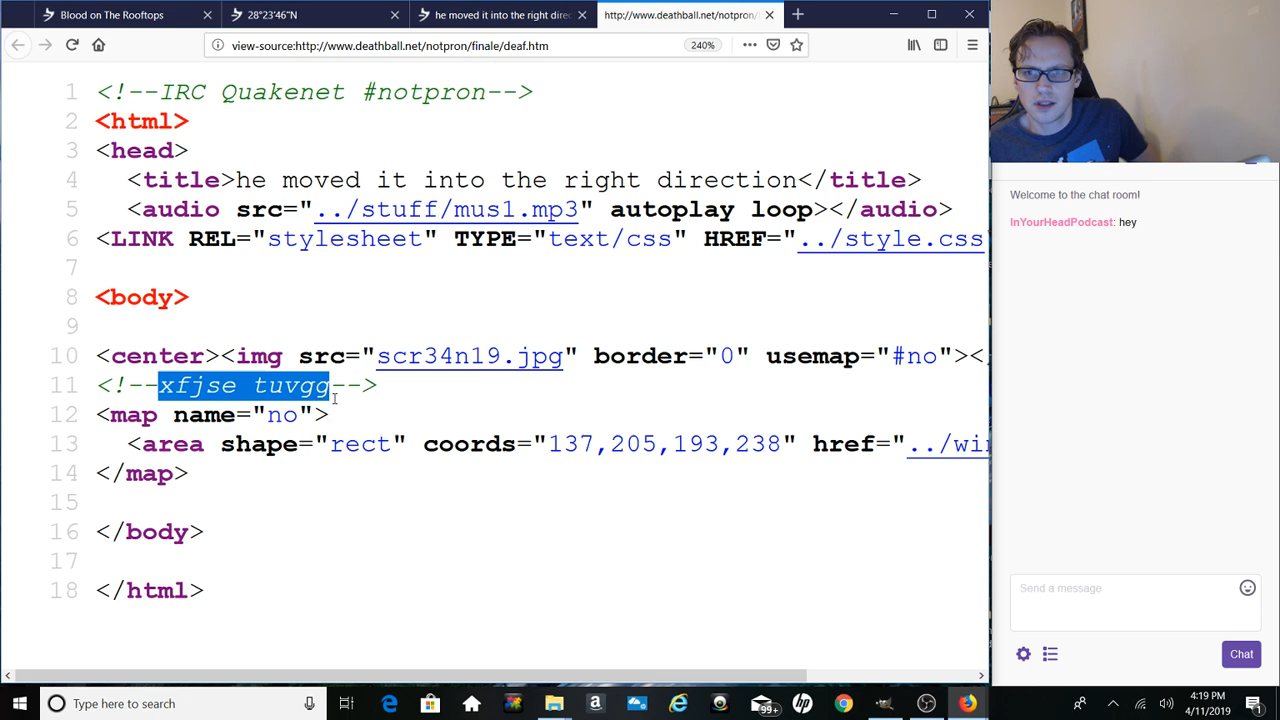 Blood on The Rooftops
28°23'46"N
he moved it into the right direc
http://www.deathball.net/notpron/
view-source:http://www.deathball.net/notpron/finale/deaf.htm
240%
1 <!--IRC Quakenet #notpron-->
2 <html>
3 <head>
4 <title>he moved it into the right direction</title>
5 <audio src="../stuff/mus1.mp3" autoplay loop></audio>
6 <LINK REL="stylesheet" TYPE="text/css" HREF="../style.css
7
8 <body>
9
10 <center><img src="scr34n19.jpg" border="0" usemap="#no"><
11 <!--xfjse tuvgg-->
12 <map name="no">
13 <area shape="rect" coords="137,205,193,238" href="../wi
14 </map>
15
16 </body>
17
18 </html>
Welcome to the chat room!
InYourHeadPodcast: hey
Send a message
Chat
Type here to search
99+
4:19 PM
4/11/2019
1